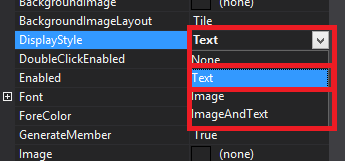 BackgroundImage (none)
BackgroundImageLayout Tile
DisplayStyle Text
DoubleClickEnabled None
Enabled Text
Font Image
ForeColor ImageAndText
GenerateMember True
Image (none)